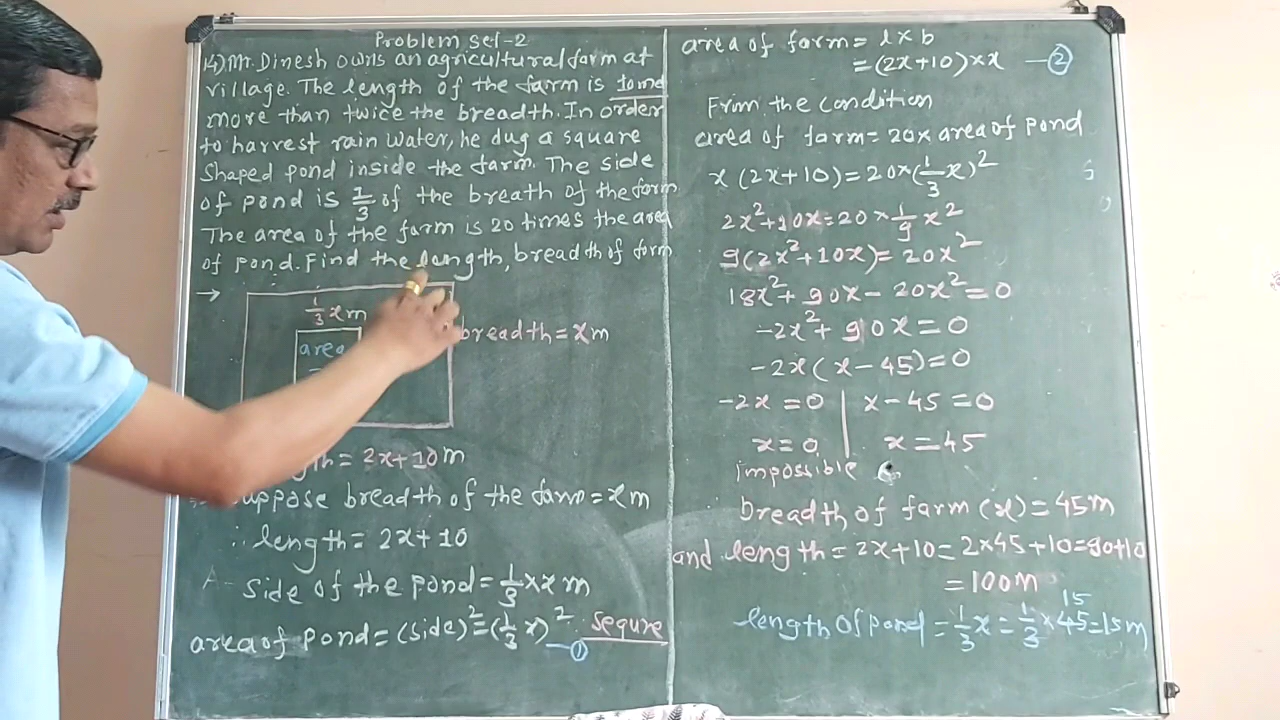 Problem set-2
14) Mr. Dinesh owns an agricultural farm at
village. The length of the farm is 10m
more than twice the breadth. In order
to harvest rain water, he dug a square
shaped pond inside the farm. The side
of pond is 1/3 of the breath of the form
The area of the farm is 20 times the area
of pond. Find the length, breadth of form
→
1/3 x m
area
breadth = x m
= 2x+10m
suppose breadth of the farm = x m
∴ length = 2x+10
side of the pond = 1/3 × x m
area of pond = (side)² = (1/3 x)² — ① sequre
area of farm = l × b
= (2x+10) × x — ②
From the condition
area of farm = 20 × area of pond
x (2x+10) = 20 × (1/3 x)²
2x²+10x = 20 × 1/9 x²
9(2x²+10x) = 20x²
18x² + 90x - 20x² = 0
-2x² + 90x = 0
-2x (x-45) = 0
-2x = 0 | x-45 = 0
x = 0 | x = 45
impossible
breadth of farm (x) = 45m
and length = 2x+10 = 2×45+10 = 90+10
= 100m
15
length of pond = 1/3 x = 1/3 × 45 = 15m